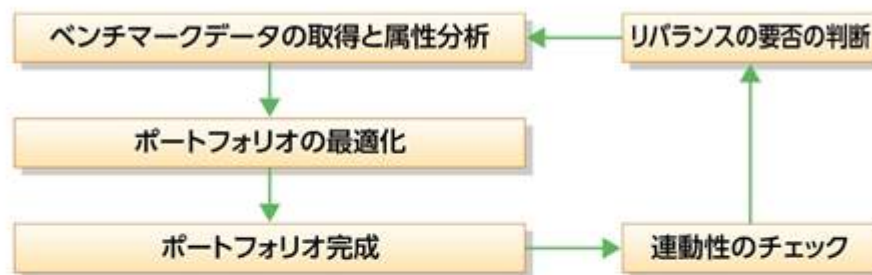 ベンチマークデータの取得と属性分析
リバランスの要否の判断
ポートフォリオの最適化
ポートフォリオ完成
連動性のチェック